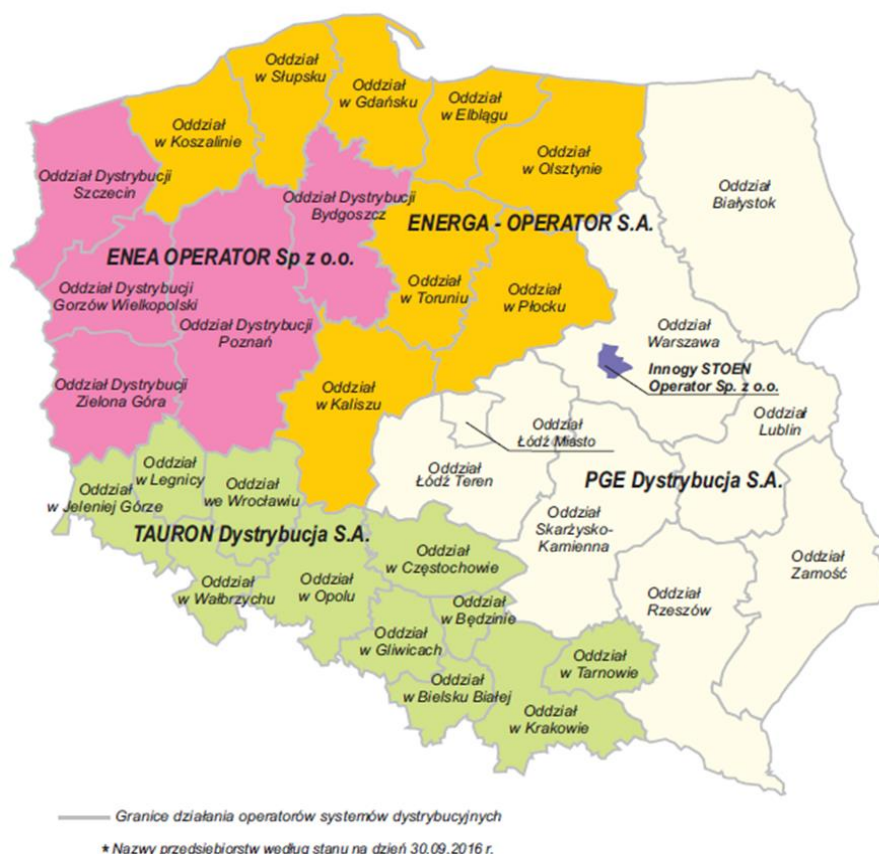 Oddział
w Słupsku
Oddział
w Gdańsku
Oddział
w Elblągu
Oddział
w Koszalinie
Oddział
w Olsztynie
Oddział
Białystok
Oddział Dystrybucji
Szczecin
Oddział Dystrybucji
Bydgoszcz
ENERGA - OPERATOR S.A.
ENEA OPERATOR Sp z o.o.
Oddział
w Toruniu
Oddział
w Płocku
Oddział Dystrybucji
Gorzów Wielkopolski
Oddział Dystrybucji
Poznań
Oddział
Warszawa
Innogy STOEN
Operator Sp. z o.o.
Oddział Dystrybucji
Zielona Góra
Oddział
w Kaliszu
Oddział
Lublin
Oddział
Łódź Miasto
Oddział
Łódź Teren
PGE Dystrybucja S.A.
Oddział
w Legnicy
Oddział
w Jeleniej Górze
Oddział
we Wrocławiu
TAURON Dystrybucja S.A.
Oddział
Skarżysko-
Kamienna
Oddział
w Częstochowie
Oddział
Zamość
Oddział
w Wałbrzychu
Oddział
w Opolu
Oddział
w Będzinie
Oddział
Rzeszów
Oddział
w Gliwicach
Oddział
w Tarnowie
Oddział
w Bielsku Białej
Oddział
w Krakowie
Granice działania operatorów systemów dystrybucyjnych
* Nazwy przedsiębiorstw według stanu na dzień 30.09.2016 r.